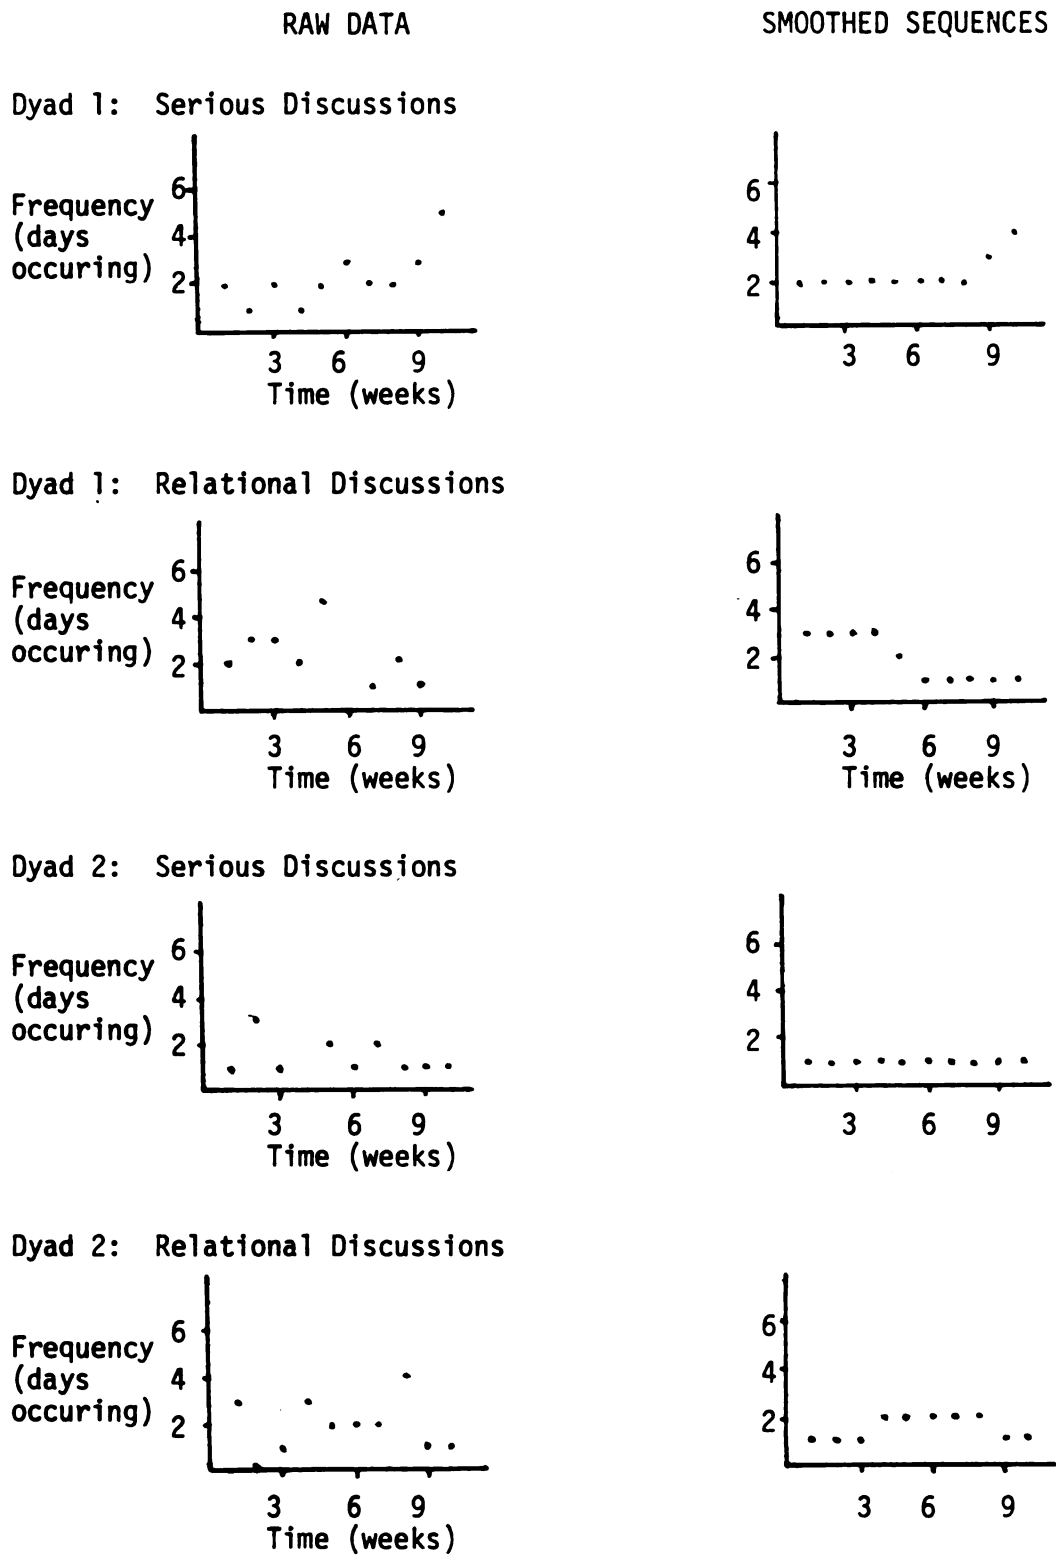 RAW DATA SMOOTHED SEQUENCES
Dyad 1: Serious Discussions
Frequency
(days
occuring)
6
4
2
3 6 9
Time (weeks)
6
4
2
3 6 9
Dyad 1: Relational Discussions
Frequency
(days
occuring)
6
4
2
3 6 9
Time (weeks)
6
4
2
3 6 9
Time (weeks)
Dyad 2: Serious Discussions
Frequency
(days
occuring)
6
4
2
3 6 9
Time (weeks)
6
4
2
3 6 9
Dyad 2: Relational Discussions
Frequency
(days
occuring)
6
4
2
3 6 9
Time (weeks)
6
4
2
3 6 9